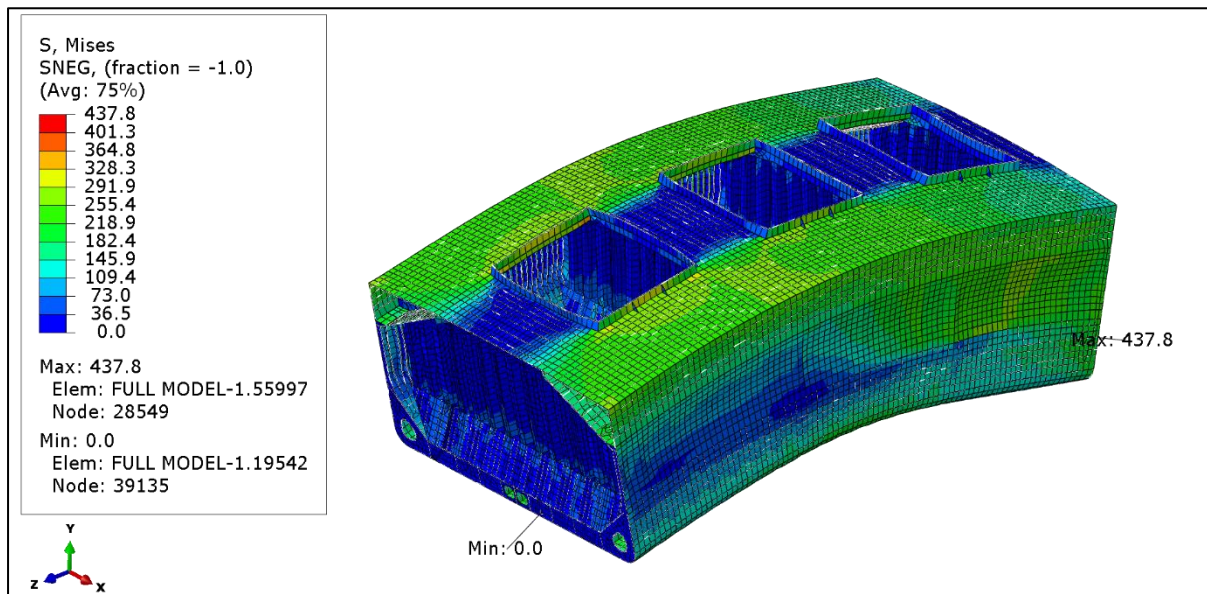 S, Mises
SNEG, (fraction = -1.0)
(Avg: 75%)
437.8
401.3
364.8
328.3
291.9
255.4
218.9
182.4
145.9
109.4
73.0
36.5
0.0
Max: 437.8
Elem: FULL MODEL-1.55997
Node: 28549
Min: 0.0
Elem: FULL MODEL-1.19542
Node: 39135
Max: 437.8
Min: 0.0
Y
Z
X